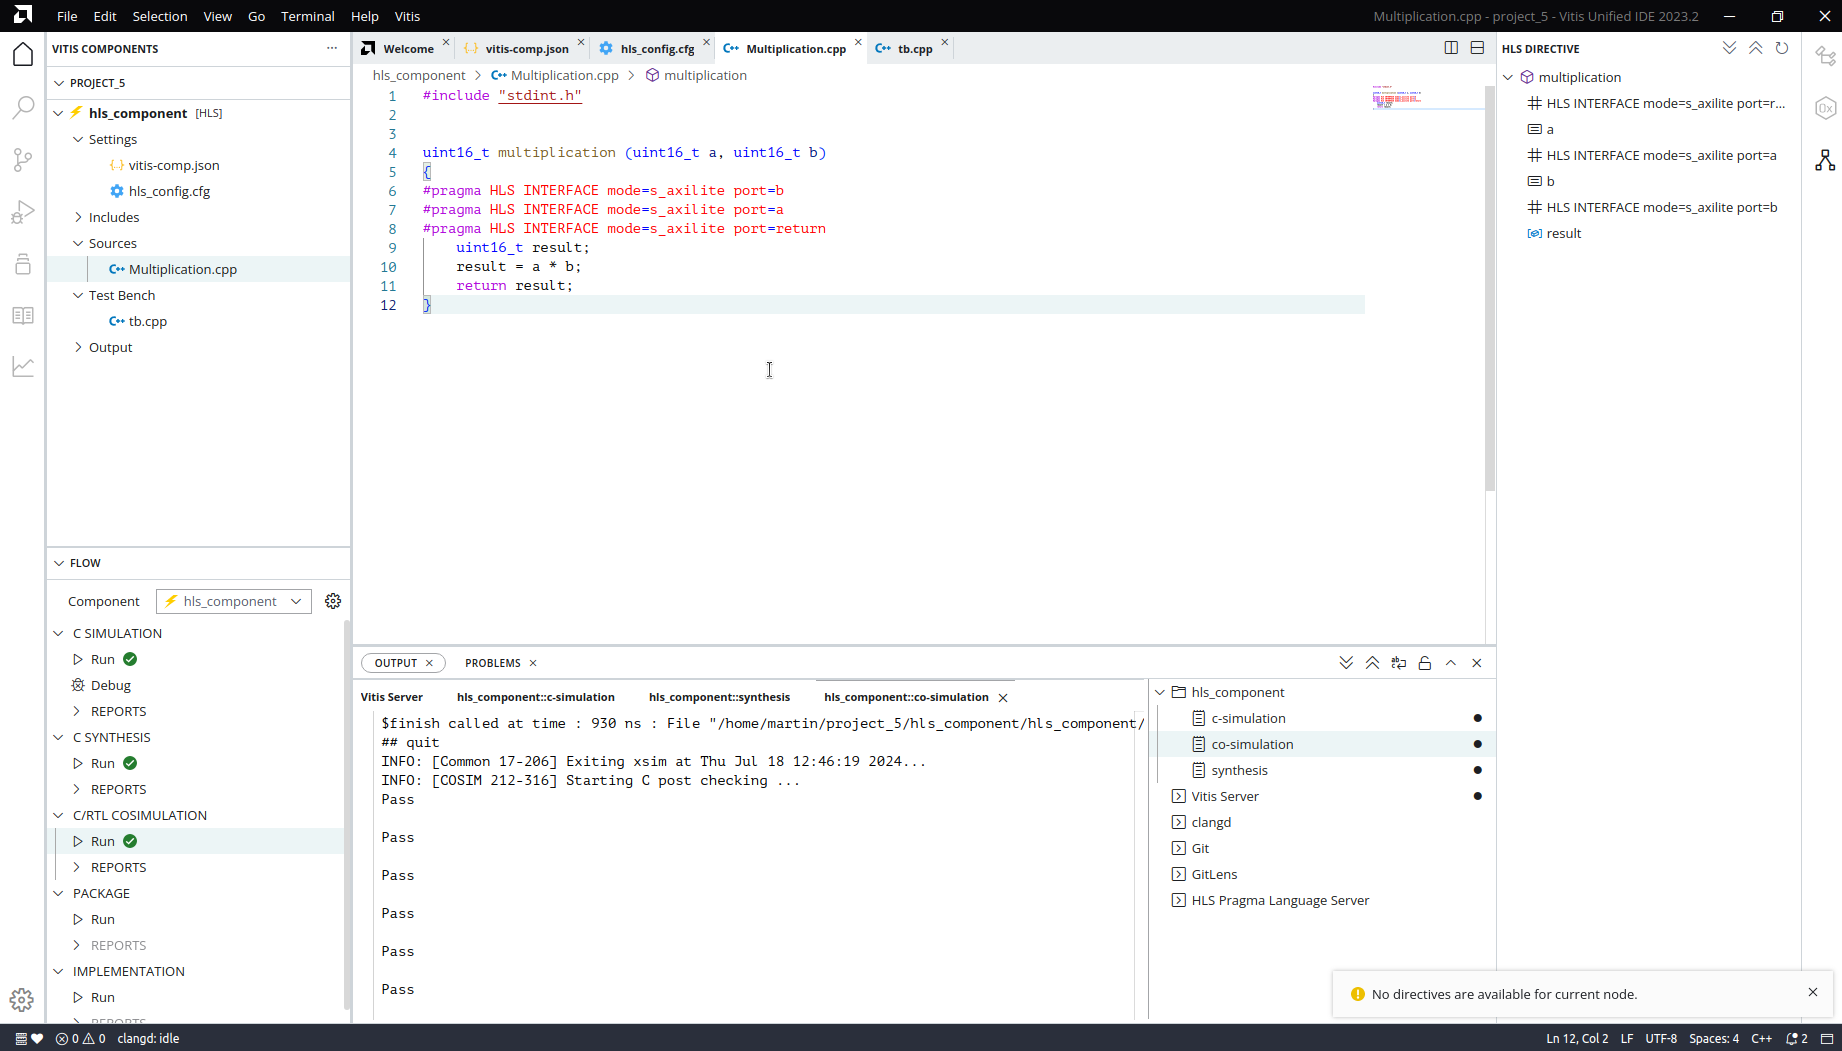 File Edit Selection View Go Terminal Help Vitis
Multiplication.cpp - project_5 - Vitis Unified IDE 2023.2
VITIS COMPONENTS
PROJECT_5
hls_component [HLS]
Settings
vitis-comp.json
hls_config.cfg
Includes
Sources
Multiplication.cpp
Test Bench
tb.cpp
Output
FLOW
Component hls_component
C SIMULATION
Run
Debug
REPORTS
C SYNTHESIS
Run
REPORTS
C/RTL COSIMULATION
Run
REPORTS
PACKAGE
Run
REPORTS
IMPLEMENTATION
Run
REPORTS
Welcome vitis-comp.json hls_config.cfg Multiplication.cpp tb.cpp
hls_component > Multiplication.cpp > multiplication
1 #include "stdint.h"
2
3
4 uint16_t multiplication (uint16_t a, uint16_t b)
5 {
6 #pragma HLS INTERFACE mode=s_axilite port=b
7 #pragma HLS INTERFACE mode=s_axilite port=a
8 #pragma HLS INTERFACE mode=s_axilite port=return
9 uint16_t result;
10 result = a * b;
11 return result;
12 }
OUTPUT PROBLEMS
Vitis Server hls_component::c-simulation hls_component::synthesis hls_component::co-simulation
$finish called at time : 930 ns : File "/home/martin/project_5/hls_component/hls_component/
## quit
INFO: [Common 17-206] Exiting xsim at Thu Jul 18 12:46:19 2024...
INFO: [COSIM 212-316] Starting C post checking ...
Pass
Pass
Pass
Pass
Pass
Pass
hls_component
c-simulation
co-simulation
synthesis
Vitis Server
clangd
Git
GitLens
HLS Pragma Language Server
HLS DIRECTIVE
multiplication
HLS INTERFACE mode=s_axilite port=r...
a
HLS INTERFACE mode=s_axilite port=a
b
HLS INTERFACE mode=s_axilite port=b
result
No directives are available for current node.
0 0 clangd: idle
Ln 12, Col 2 LF UTF-8 Spaces: 4 C++ 2